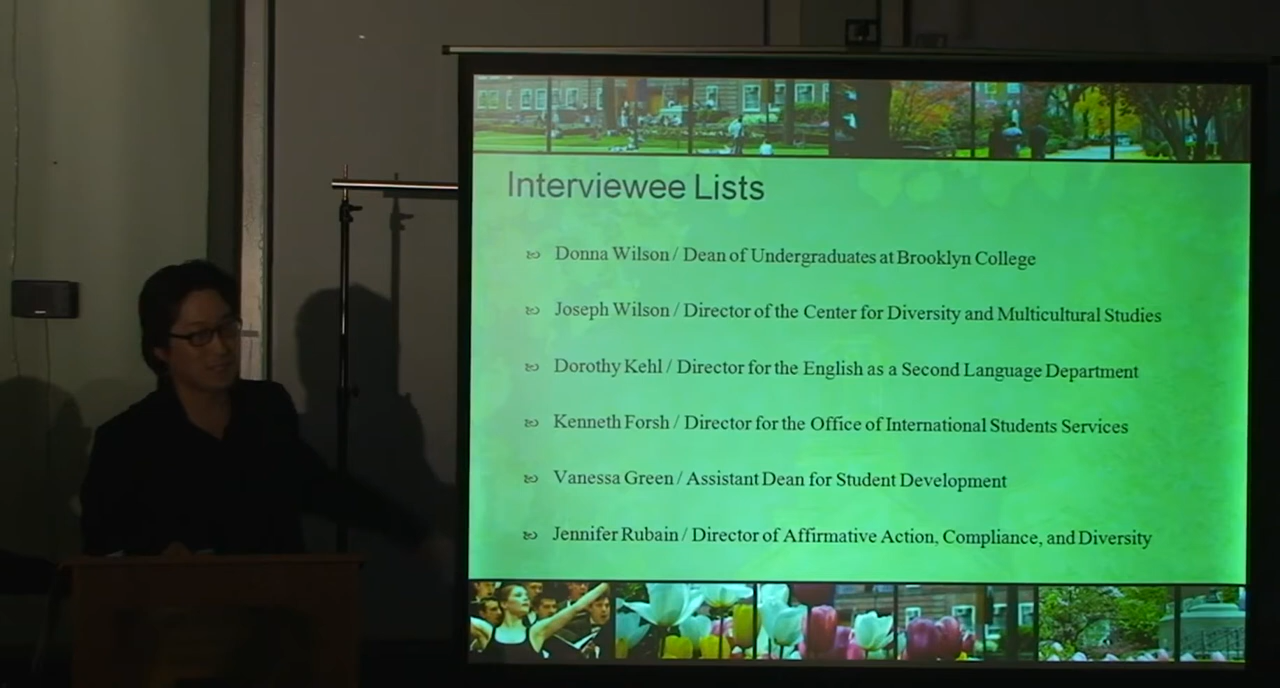 Interviewee Lists
Donna Wilson / Dean of Undergraduates at Brooklyn College
Joseph Wilson / Director of the Center for Diversity and Multicultural Studies
Dorothy Kehl / Director for the English as a Second Language Department
Kenneth Forsh / Director for the Office of International Students Services
Vanessa Green / Assistant Dean for Student Development
Jennifer Rubain / Director of Affirmative Action, Compliance, and Diversity